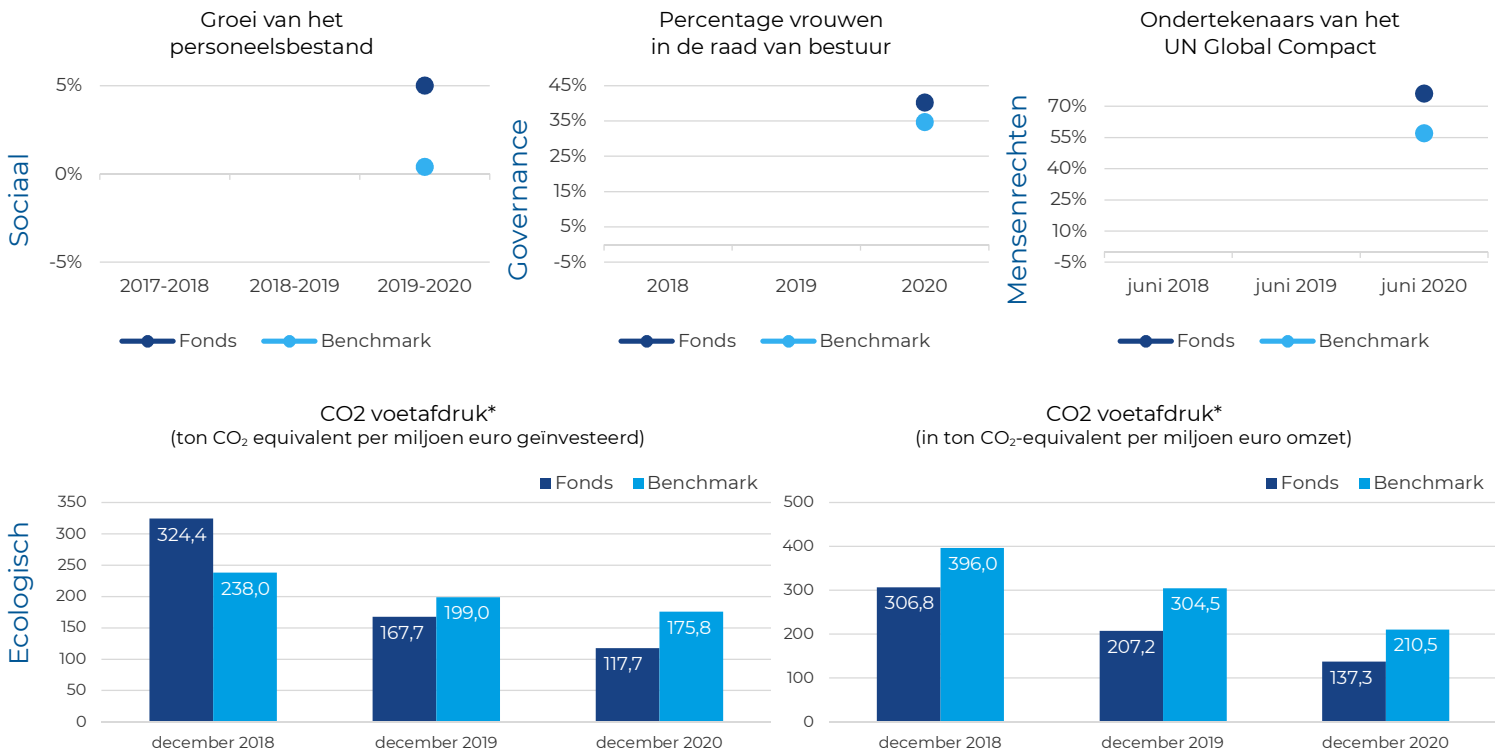 Groei van het
personeelsbestand
Sociaal
5%
0%
-5%
2017-2018
2018-2019
2019-2020
Fonds
Benchmark
Percentage vrouwen
in de raad van bestuur
Governance
45%
35%
25%
15%
5%
-5%
2018
2019
2020
Fonds
Benchmark
Ondertekenaars van het
UN Global Compact
Mensenrechten
70%
55%
40%
25%
10%
-5%
juni 2018
juni 2019
juni 2020
Fonds
Benchmark
Ecologisch
CO2 voetafdruk*
(ton CO₂ equivalent per miljoen euro geïnvesteerd)
Fonds
Benchmark
350
300
250
200
150
100
50
0
324,4
238,0
167,7
199,0
117,7
175,8
december 2018
december 2019
december 2020
CO2 voetafdruk*
(in ton CO₂-equivalent per miljoen euro omzet)
Fonds
Benchmark
500
400
300
200
100
0
306,8
396,0
207,2
304,5
137,3
210,5
december 2018
december 2019
december 2020